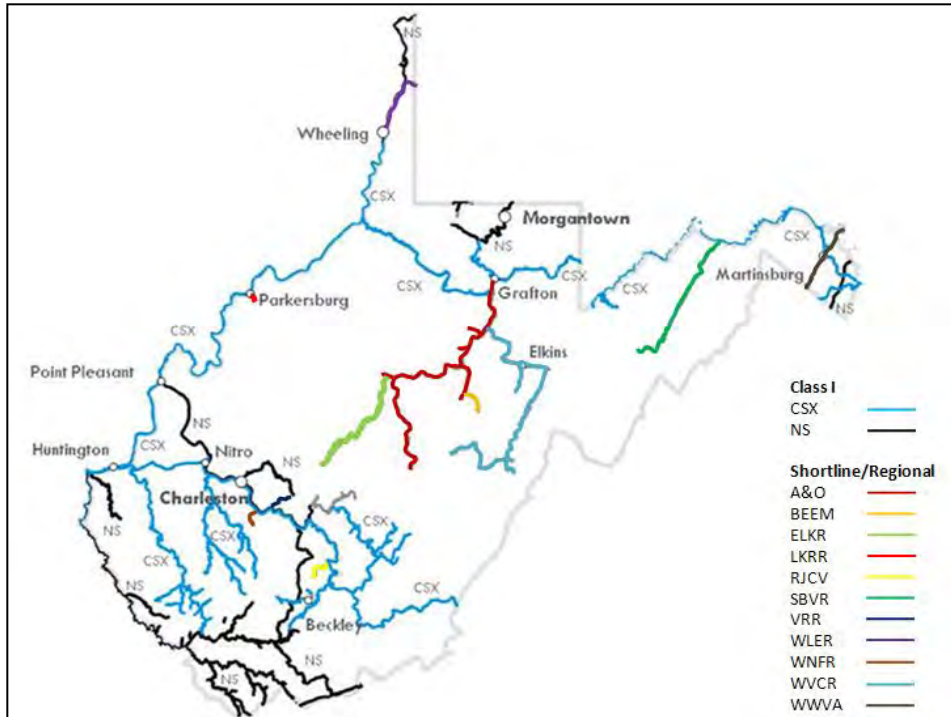 NS
Wheeling
CSX
Morgantown
NS
CSX
CSX
Grafton
CSX
Martinsburg
CSX
NS
Parkersburg
CSX
Elkins
Point Pleasant
NS
Huntington
CSX
Nitro
NS
Charleston
NS
CSX
CSX
CSX
NS
CSX
Beckley
NS
NS
Class I
CSX
NS
Shortline/Regional
A&O
BEEM
ELKR
LKRR
RJCV
SBVR
VRR
WLER
WNFR
WVCR
WWVA